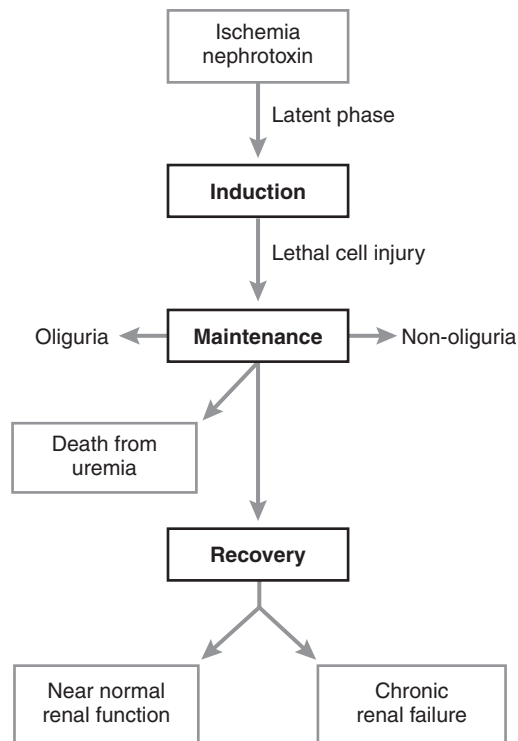 Ischemia
nephrotoxin
Latent phase
Induction
Lethal cell injury
Oliguria
Maintenance
Non-oliguria
Death from
uremia
Recovery
Near normal
renal function
Chronic
renal failure